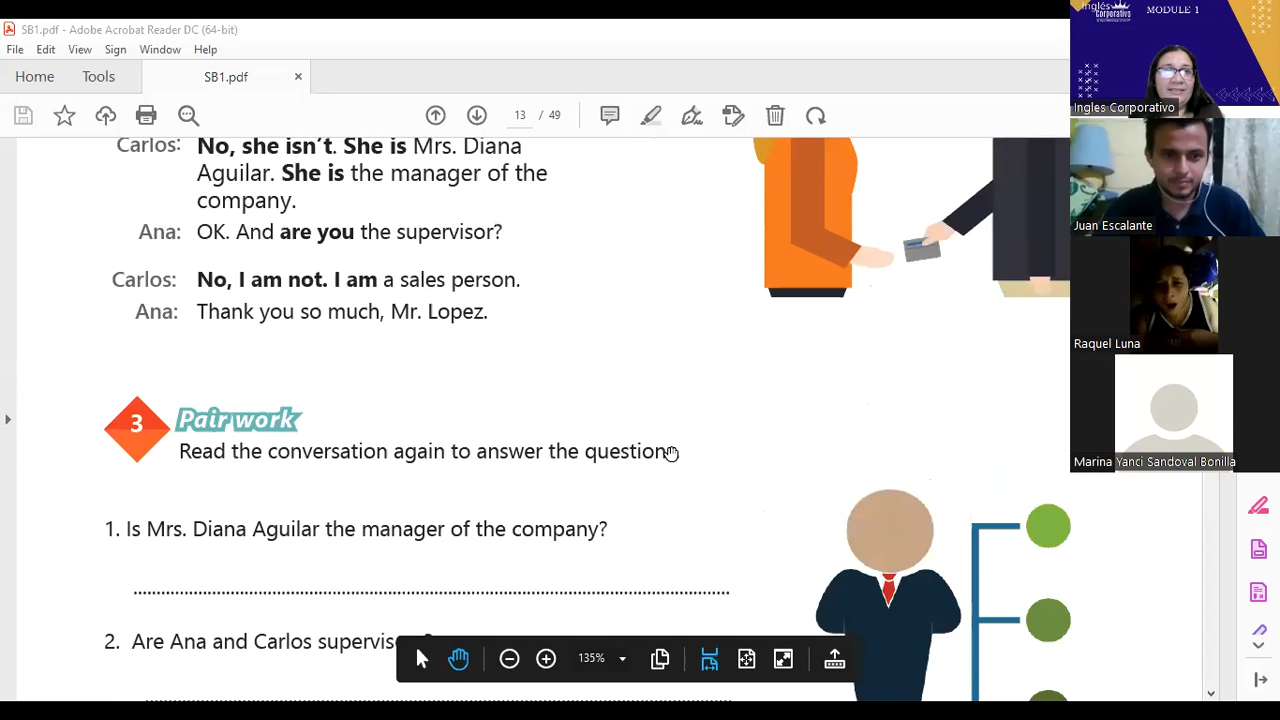 SB1.pdf - Adobe Acrobat Reader DC (64-bit)
File Edit View Sign Window Help
Home Tools SB1.pdf ×
13 / 49
Carlos: No, she isn't. She is Mrs. Diana
Aguilar. She is the manager of the
company.
Ana: OK. And are you the supervisor?
Carlos: No, I am not. I am a sales person.
Ana: Thank you so much, Mr. Lopez.
3 Pair work
Read the conversation again to answer the question
1. Is Mrs. Diana Aguilar the manager of the company?
2. Are Ana and Carlos supervis
135%
Inglés
corporativo
MODULE 1
Ingles Corporativo
Juan Escalante
Raquel Luna
Marina Yanci Sandoval Bonilla